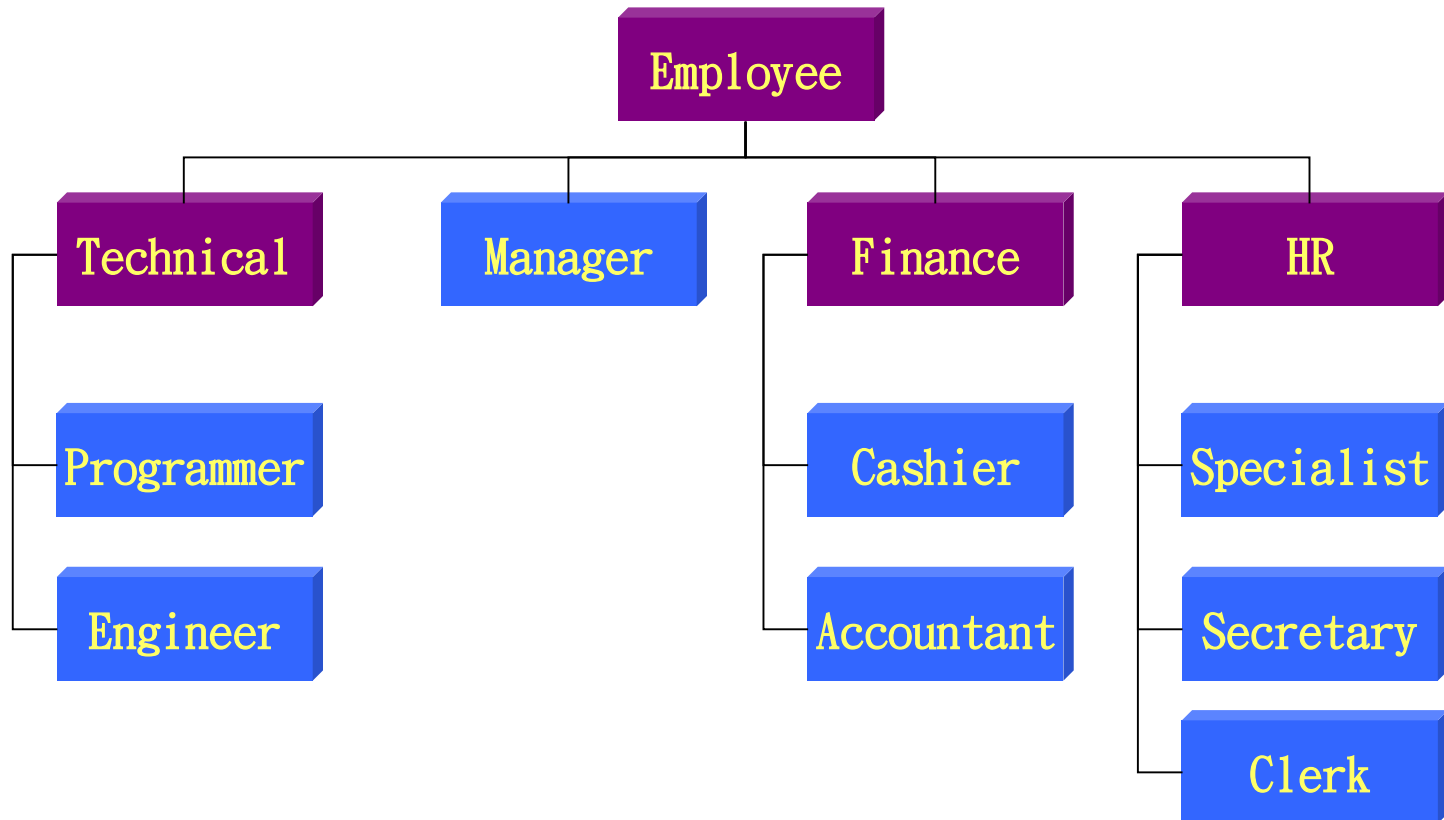 Employee
Technical
Manager
Finance
HR
Programmer
Cashier
Specialist
Engineer
Accountant
Secretary
Clerk